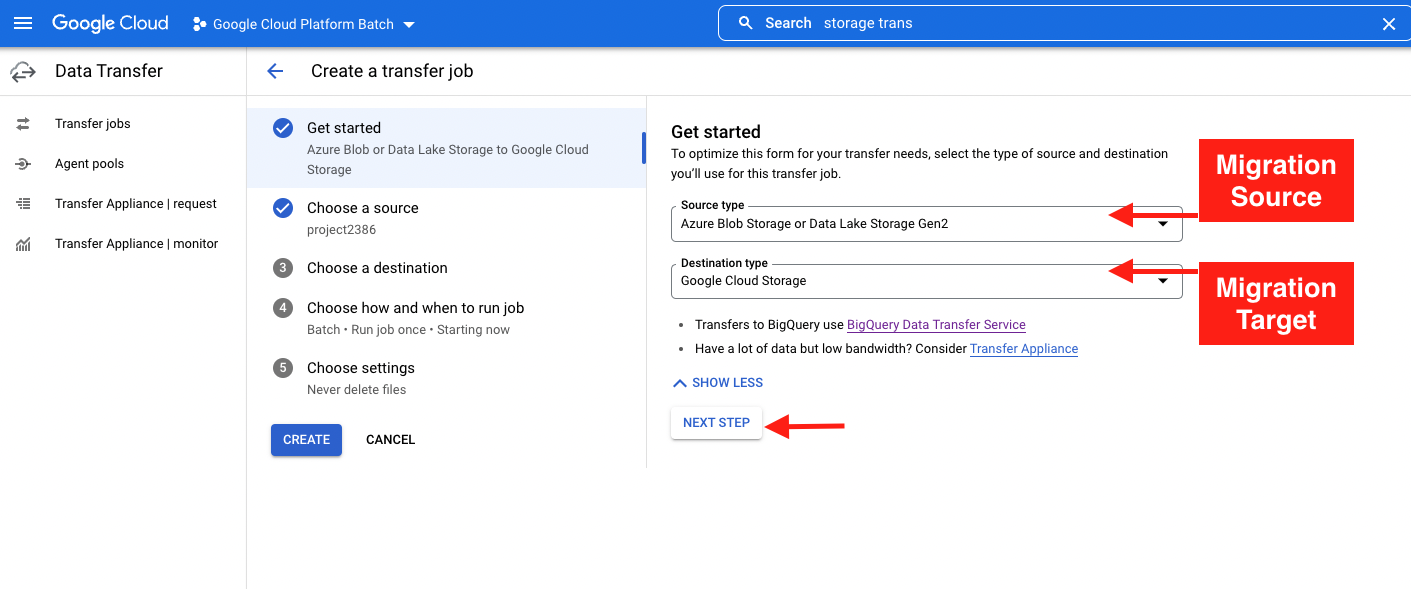 Google Cloud
Google Cloud Platform Batch
Search storage trans
Data Transfer
Create a transfer job
Transfer jobs
Agent pools
Transfer Appliance | request
Transfer Appliance | monitor
Get started
Azure Blob or Data Lake Storage to Google Cloud
Storage
Choose a source
project2386
3 Choose a destination
4 Choose how and when to run job
Batch • Run job once • Starting now
5 Choose settings
Never delete files
CREATE
CANCEL
Get started
To optimize this form for your transfer needs, select the type of source and destination
you'll use for this transfer job.
Source type
Azure Blob Storage or Data Lake Storage Gen2
Destination type
Google Cloud Storage
• Transfers to BigQuery use BigQuery Data Transfer Service
• Have a lot of data but low bandwidth? Consider Transfer Appliance
SHOW LESS
NEXT STEP
Migration
Source
Migration
Target